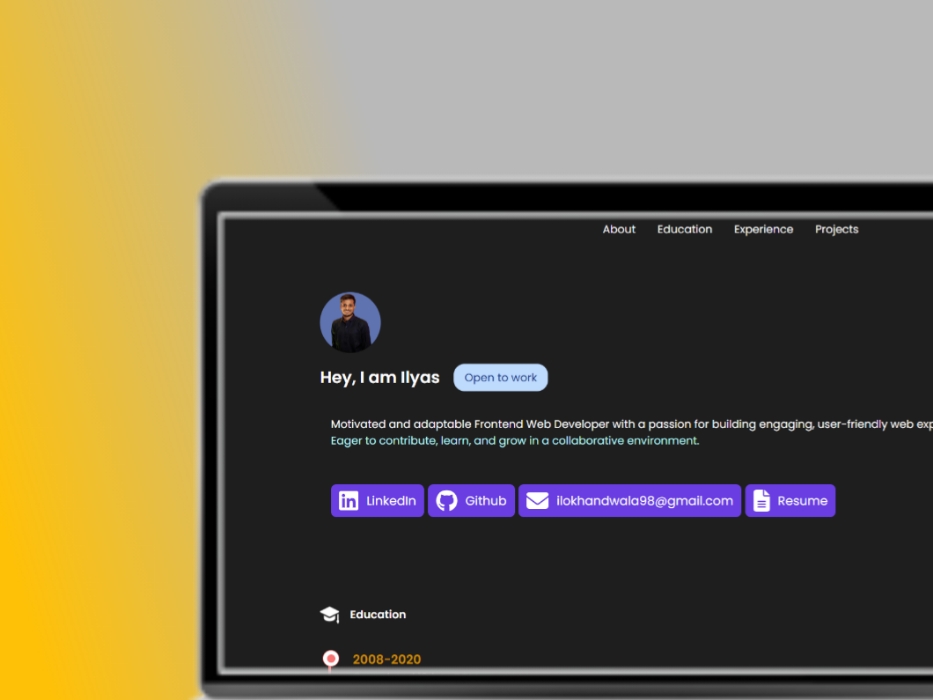 About Education Experience Projects
Hey, I am Ilyas Open to work
Motivated and adaptable Frontend Web Developer with a passion for building engaging, user-friendly web exp
Eager to contribute, learn, and grow in a collaborative environment.
LinkedIn Github ilokhandwala98@gmail.com Resume
Education
2008-2020